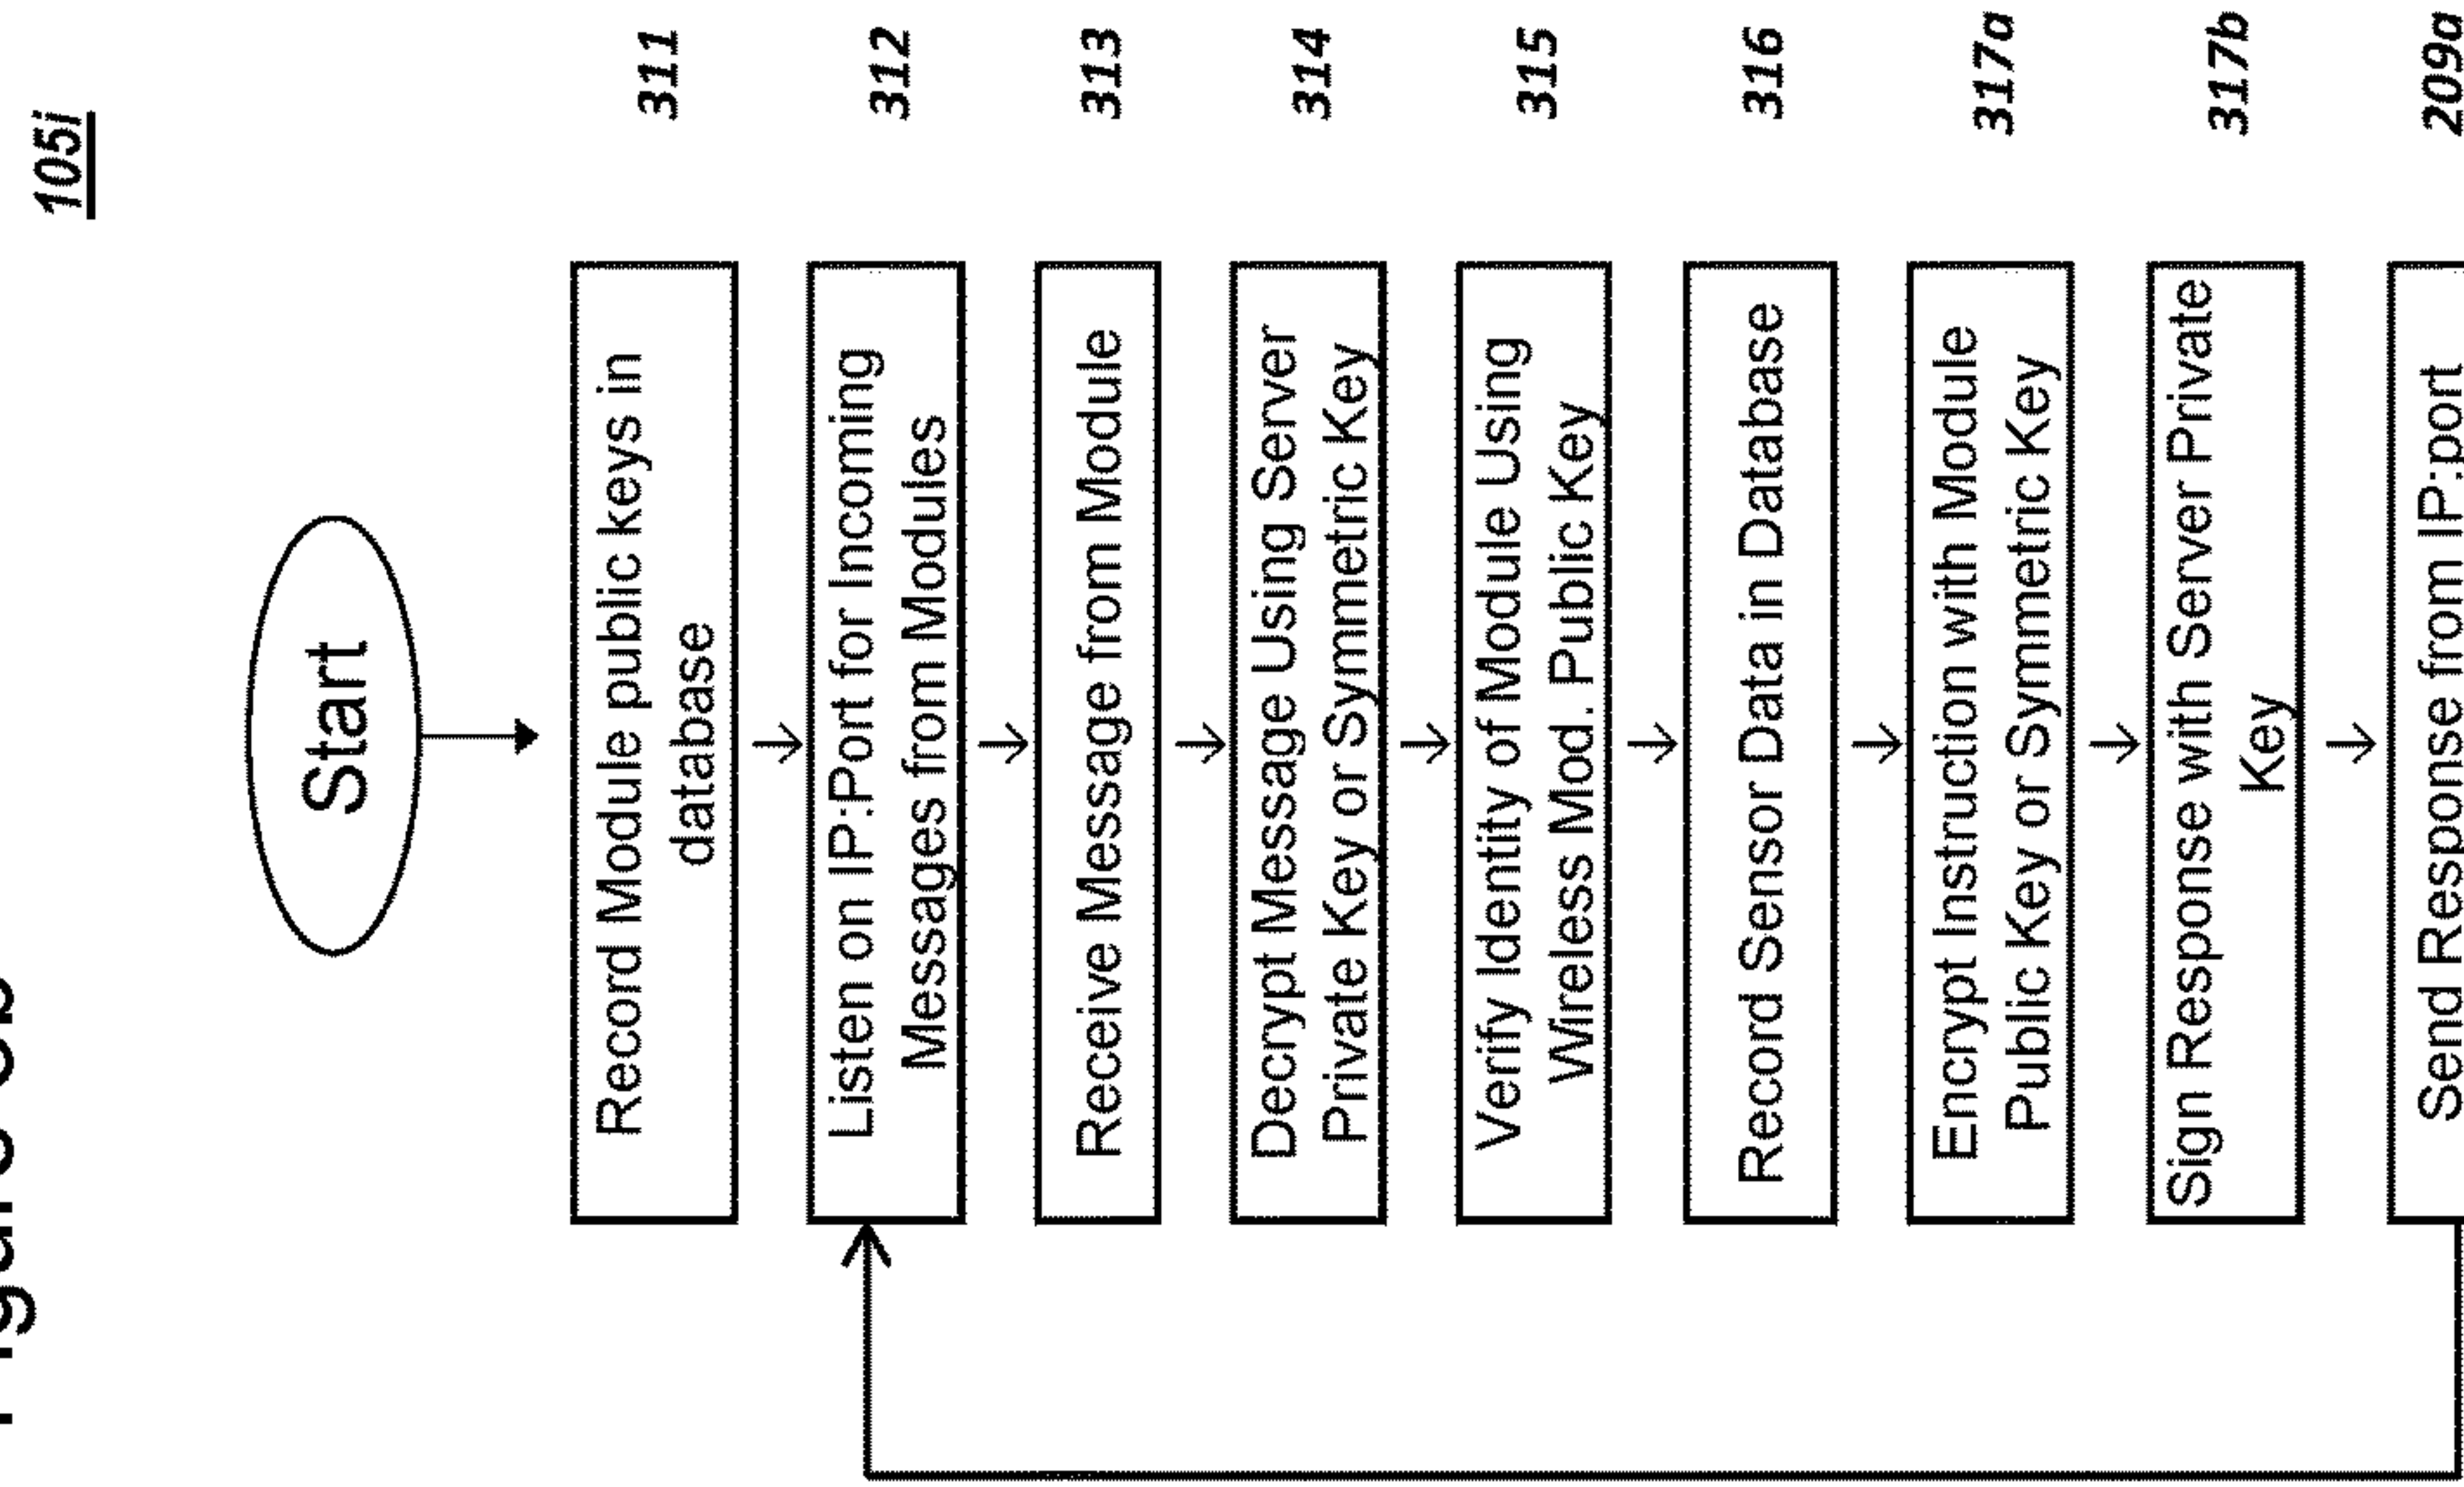 105i
Start
Record Module public keys in
database
311
Listen on IP:Port for Incoming
Messages from Modules
312
Receive Message from Module
313
Decrypt Message Using Server
Private Key or Symmetric Key
314
Verify Identity of Module Using
Wireless Mod. Public Key
315
Record Sensor Data in Database
316
Encrypt Instruction with Module
Public Key or Symmetric Key
317a
Sign Response with Server Private
Key
317b
Send Response from IP:port
209a